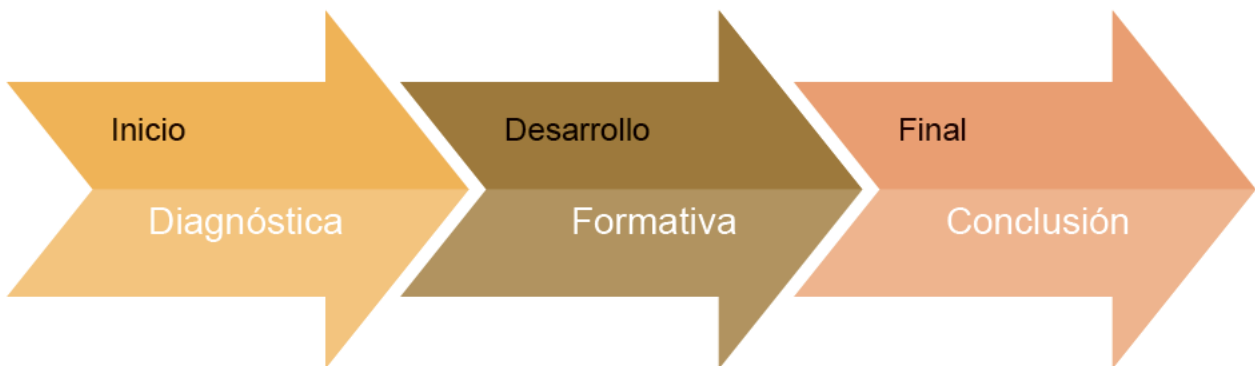 Inicio
Diagnóstica
Desarrollo
Formativa
Final
Conclusión